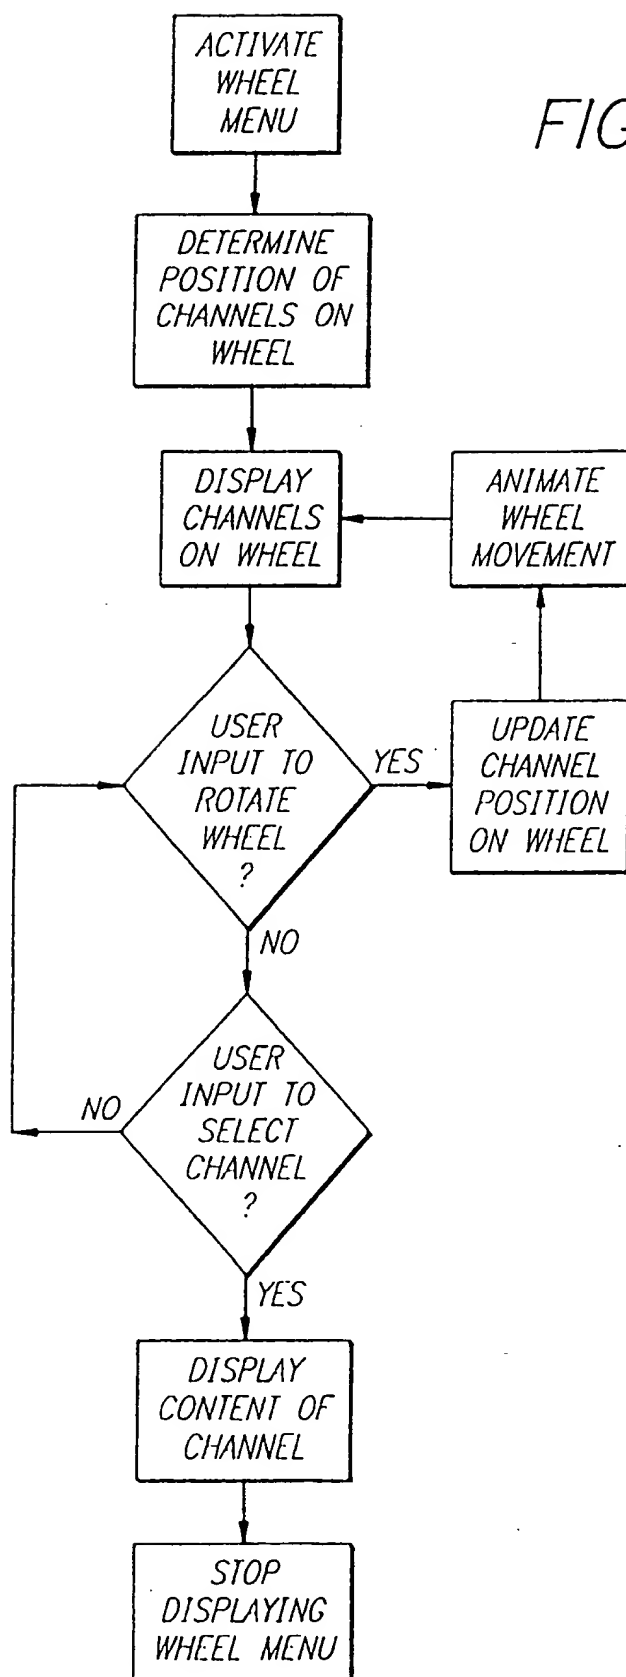 ACTIVATE
WHEEL
MENU
FIG
DETERMINE
POSITION OF
CHANNELS ON
WHEEL
DISPLAY
CHANNELS
ON WHEEL
ANIMATE
WHEEL
MOVEMENT
USER
INPUT TO
ROTATE
WHEEL
?
YES
UPDATE
CHANNEL
POSITION
ON WHEEL
NO
USER
INPUT TO
SELECT
CHANNEL
?
NO
YES
DISPLAY
CONTENT OF
CHANNEL
STOP
DISPLAYING
WHEEL MENU